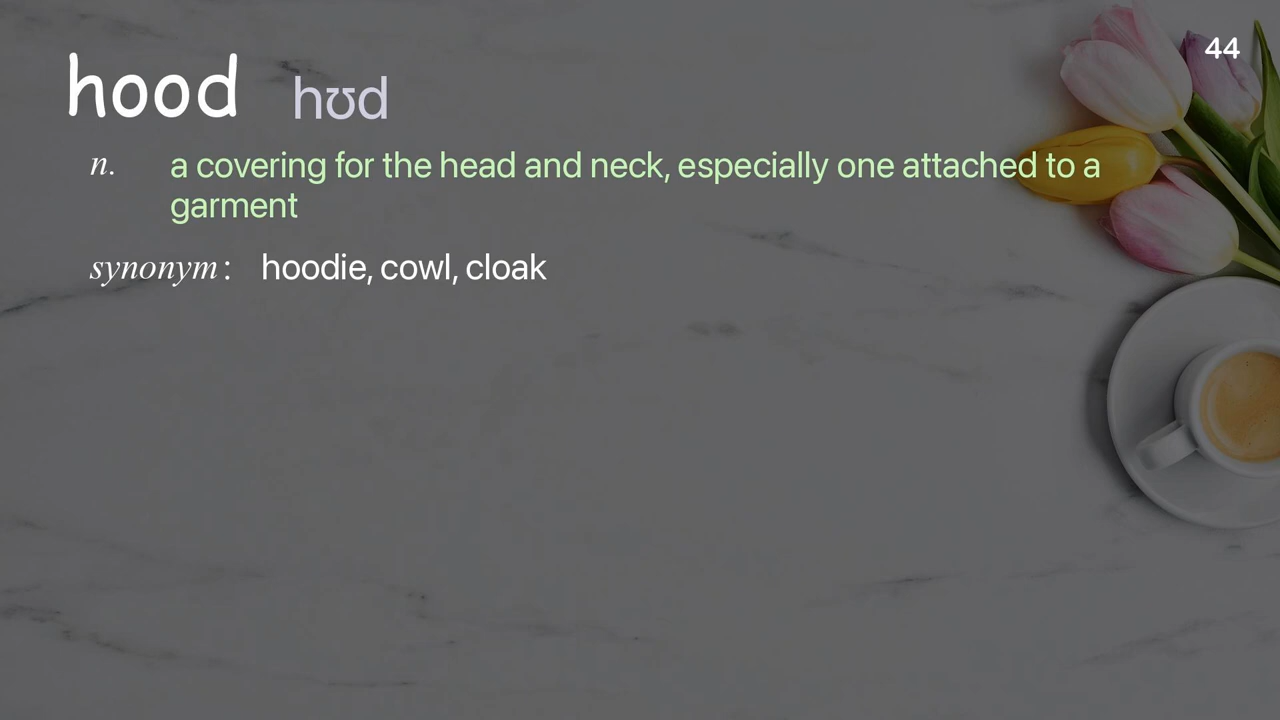 44
hood hʊd
n. a covering for the head and neck, especially one attached to a
garment
synonym: hoodie, cowl, cloak